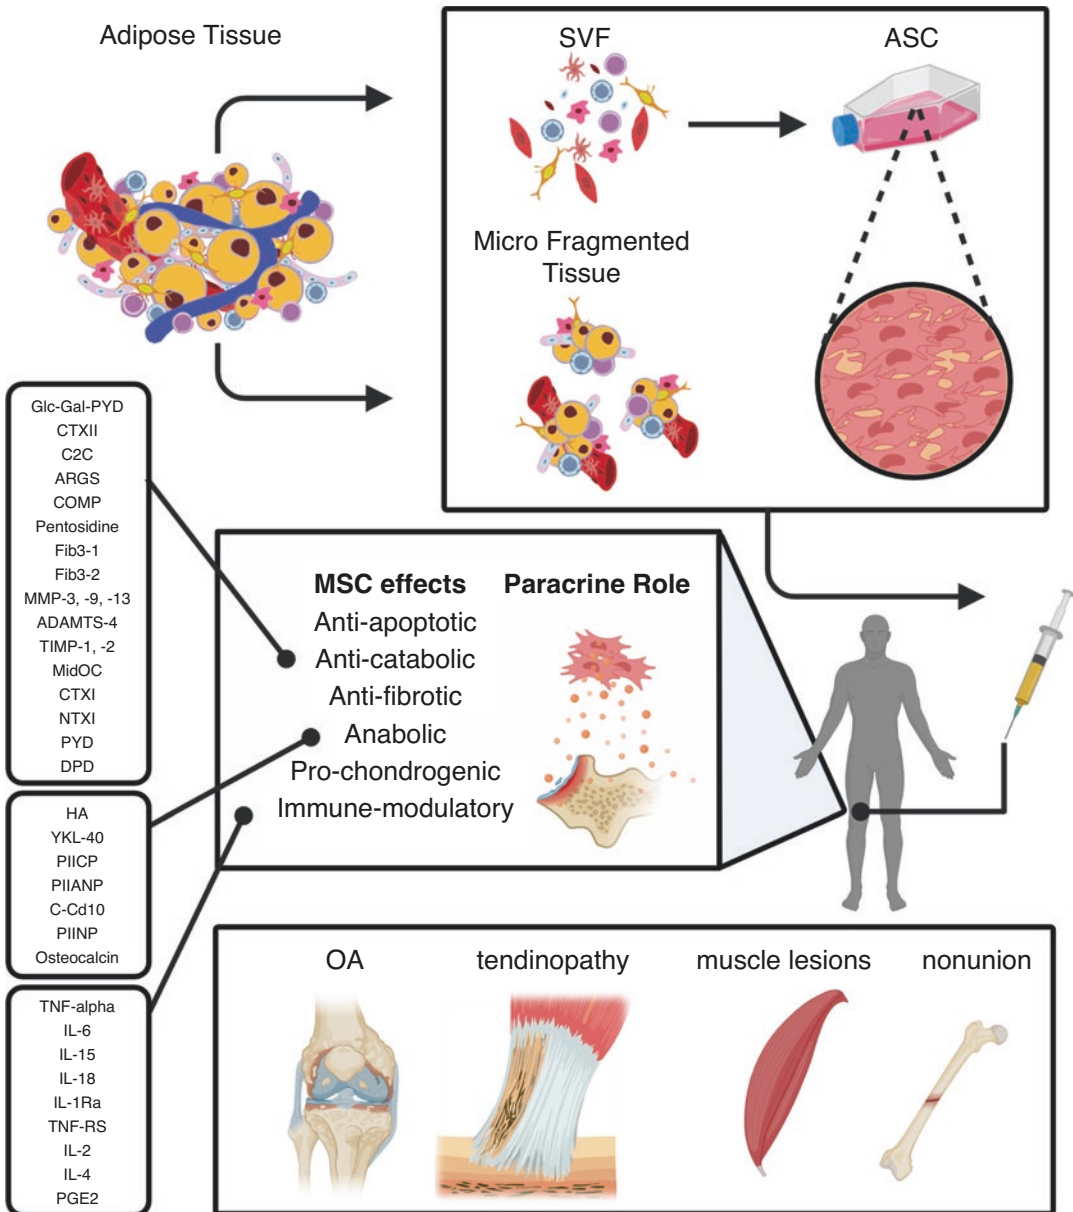 Adipose Tissue
SVF
ASC
Micro Fragmented
Tissue
Glc-Gal-PYD
CTXII
C2C
ARGS
COMP
Pentosidine
Fib3-1
Fib3-2
MMP-3, -9, -13
ADAMTS-4
TIMP-1, -2
MidOC
CTXI
NTXI
PYD
DPD
HA
YKL-40
PIICP
PIIANP
C-Cd10
PIINP
Osteocalcin
TNF-alpha
IL-6
IL-15
IL-18
IL-1Ra
TNF-RS
IL-2
IL-4
PGE2
MSC effects
Anti-apoptotic
Anti-catabolic
Anti-fibrotic
Anabolic
Pro-chondrogenic
Immune-modulatory
Paracrine Role
OA
tendinopathy
muscle lesions
nonunion